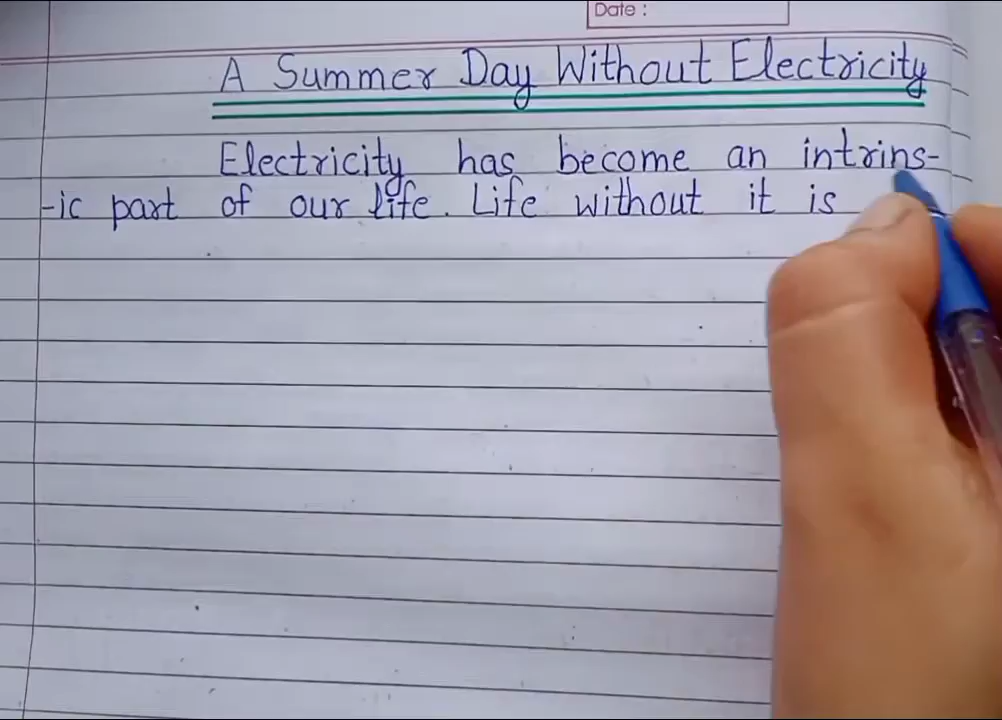 Date :
A Summer Day Without Electricity
Electricity has become an intrins-
-ic part of our life. Life without it is